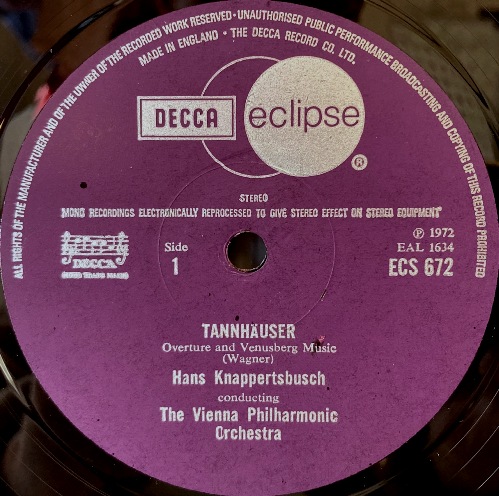 ALL RIGHTS OF THE MANUFACTURER AND OF THE OWNER OF THE RECORDED WORK RESERVED · UNAUTHORISED PUBLIC PERFORMANCE BROADCASTING AND COPYING OF THIS RECORD PROHIBITED
MADE IN ENGLAND · THE DECCA RECORD CO. LTD.
DECCA eclipse
®
STEREO
MONO RECORDINGS ELECTRONICALLY REPROCESSED TO GIVE STEREO EFFECT ON STEREO EQUIPMENT
DECCA
Side
1
℗ 1972
EAL 1634
ECS 672
TANNHÄUSER
Overture and Venusberg Music
(Wagner)
Hans Knappertsbusch
conducting
The Vienna Philharmonic
Orchestra